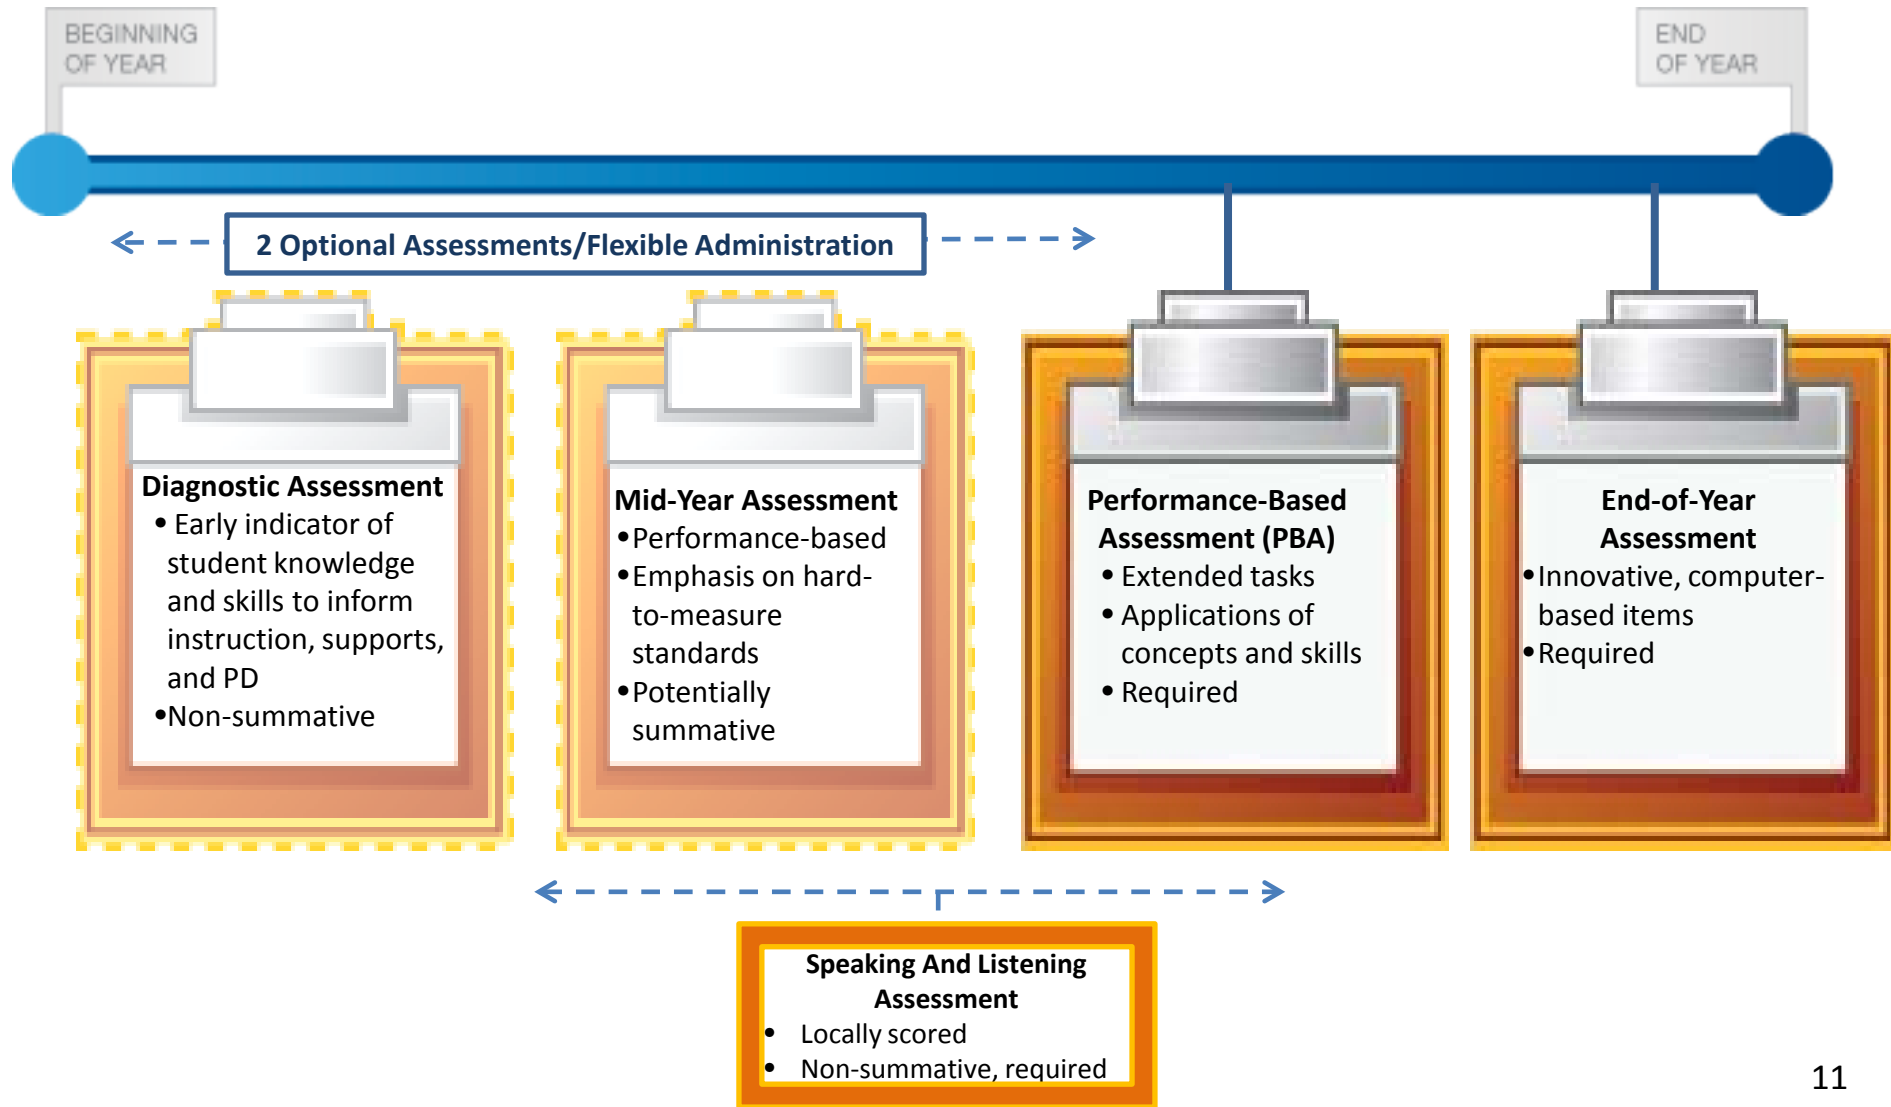 BEGINNING
OF YEAR
END
OF YEAR
2 Optional Assessments/Flexible Administration
Diagnostic Assessment
• Early indicator of
student knowledge
and skills to inform
instruction, supports,
and PD
•Non-summative
Mid-Year Assessment
•Performance-based
•Emphasis on hard-
to-measure
standards
•Potentially
summative
Performance-Based
Assessment (PBA)
• Extended tasks
• Applications of
concepts and skills
• Required
End-of-Year
Assessment
•Innovative, computer-
based items
•Required
Speaking And Listening
Assessment
• Locally scored
• Non-summative, required
11